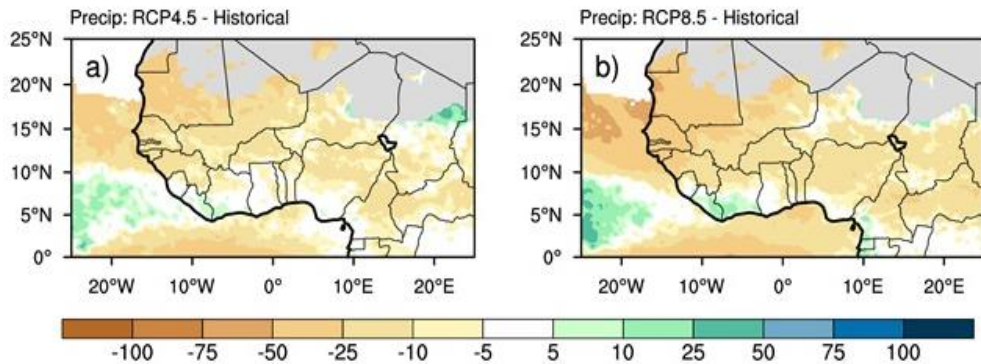 Precip: RCP4.5 - Historical
25°N
20°N
15°N
10°N
5°N
0°
a)
20°W 10°W 0° 10°E 20°E
Precip: RCP8.5 - Historical
25°N
20°N
15°N
10°N
5°N
0°
b)
20°W 10°W 0° 10°E 20°E
-100 -75 -50 -25 -10 -5 5 10 25 50 75 100